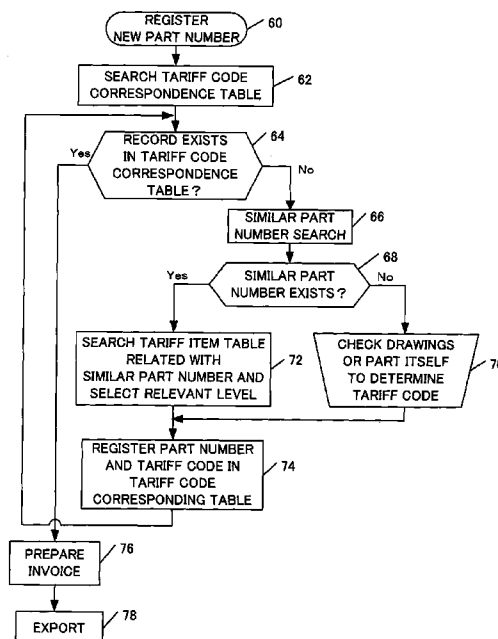 REGISTER
NEW PART NUMBER
60
SEARCH TARIFF CODE
CORRESPONDENCE TABLE
62
RECORD EXISTS
IN TARIFF CODE
CORRESPONDENCE
TABLE?
64
Yes
No
SIMILAR PART
NUMBER SEARCH
66
SIMILAR PART
NUMBER EXISTS?
68
Yes
No
SEARCH TARIFF ITEM TABLE
RELATED WITH
SIMILAR PART NUMBER AND
SELECT RELEVANT LEVEL
72
CHECK DRAWINGS
OR PART ITSELF
TO DETERMINE
TARIFF CODE
REGISTER PART NUMBER
AND TARIFF CODE IN
TARIFF CODE
CORRESPONDING TABLE
74
PREPARE
INVOICE
76
EXPORT
78